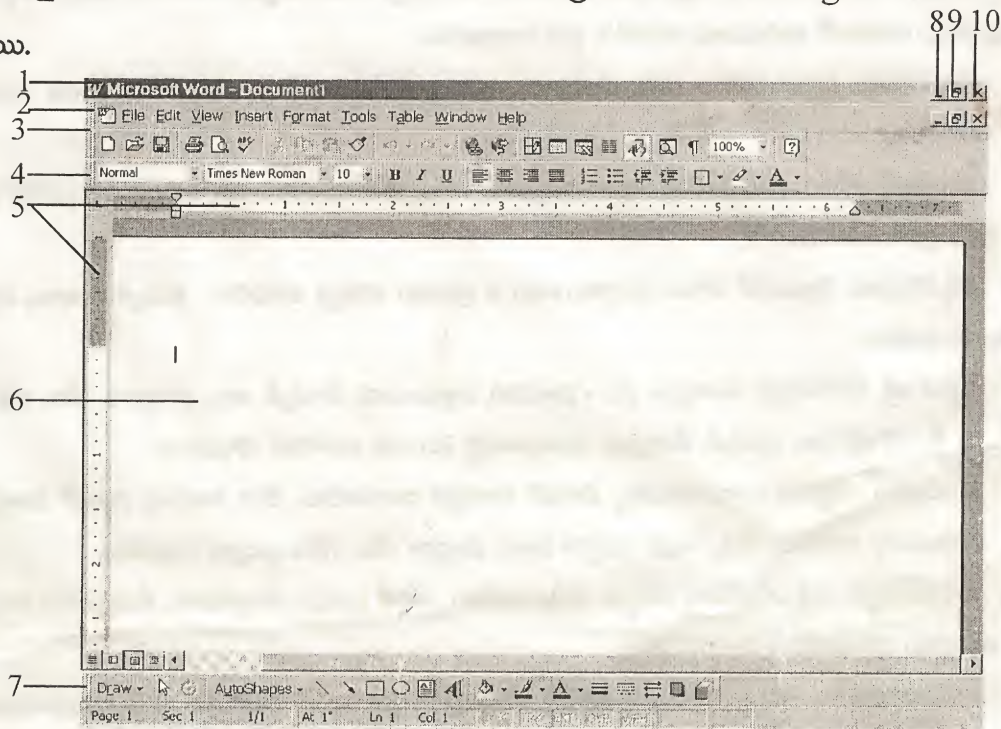 8 9 10
ഡ.
1
W Microsoft Word - Document1
2
File Edit View Insert Format Tools Table Window Help
3
100%
4
Normal Times New Roman 10 B I U A
5
1 2 3 4 5 6 7
6
1
2
7
Draw AutoShapes A A
Page 1 Sec 1 1/1 At 1" Ln 1 Col 1